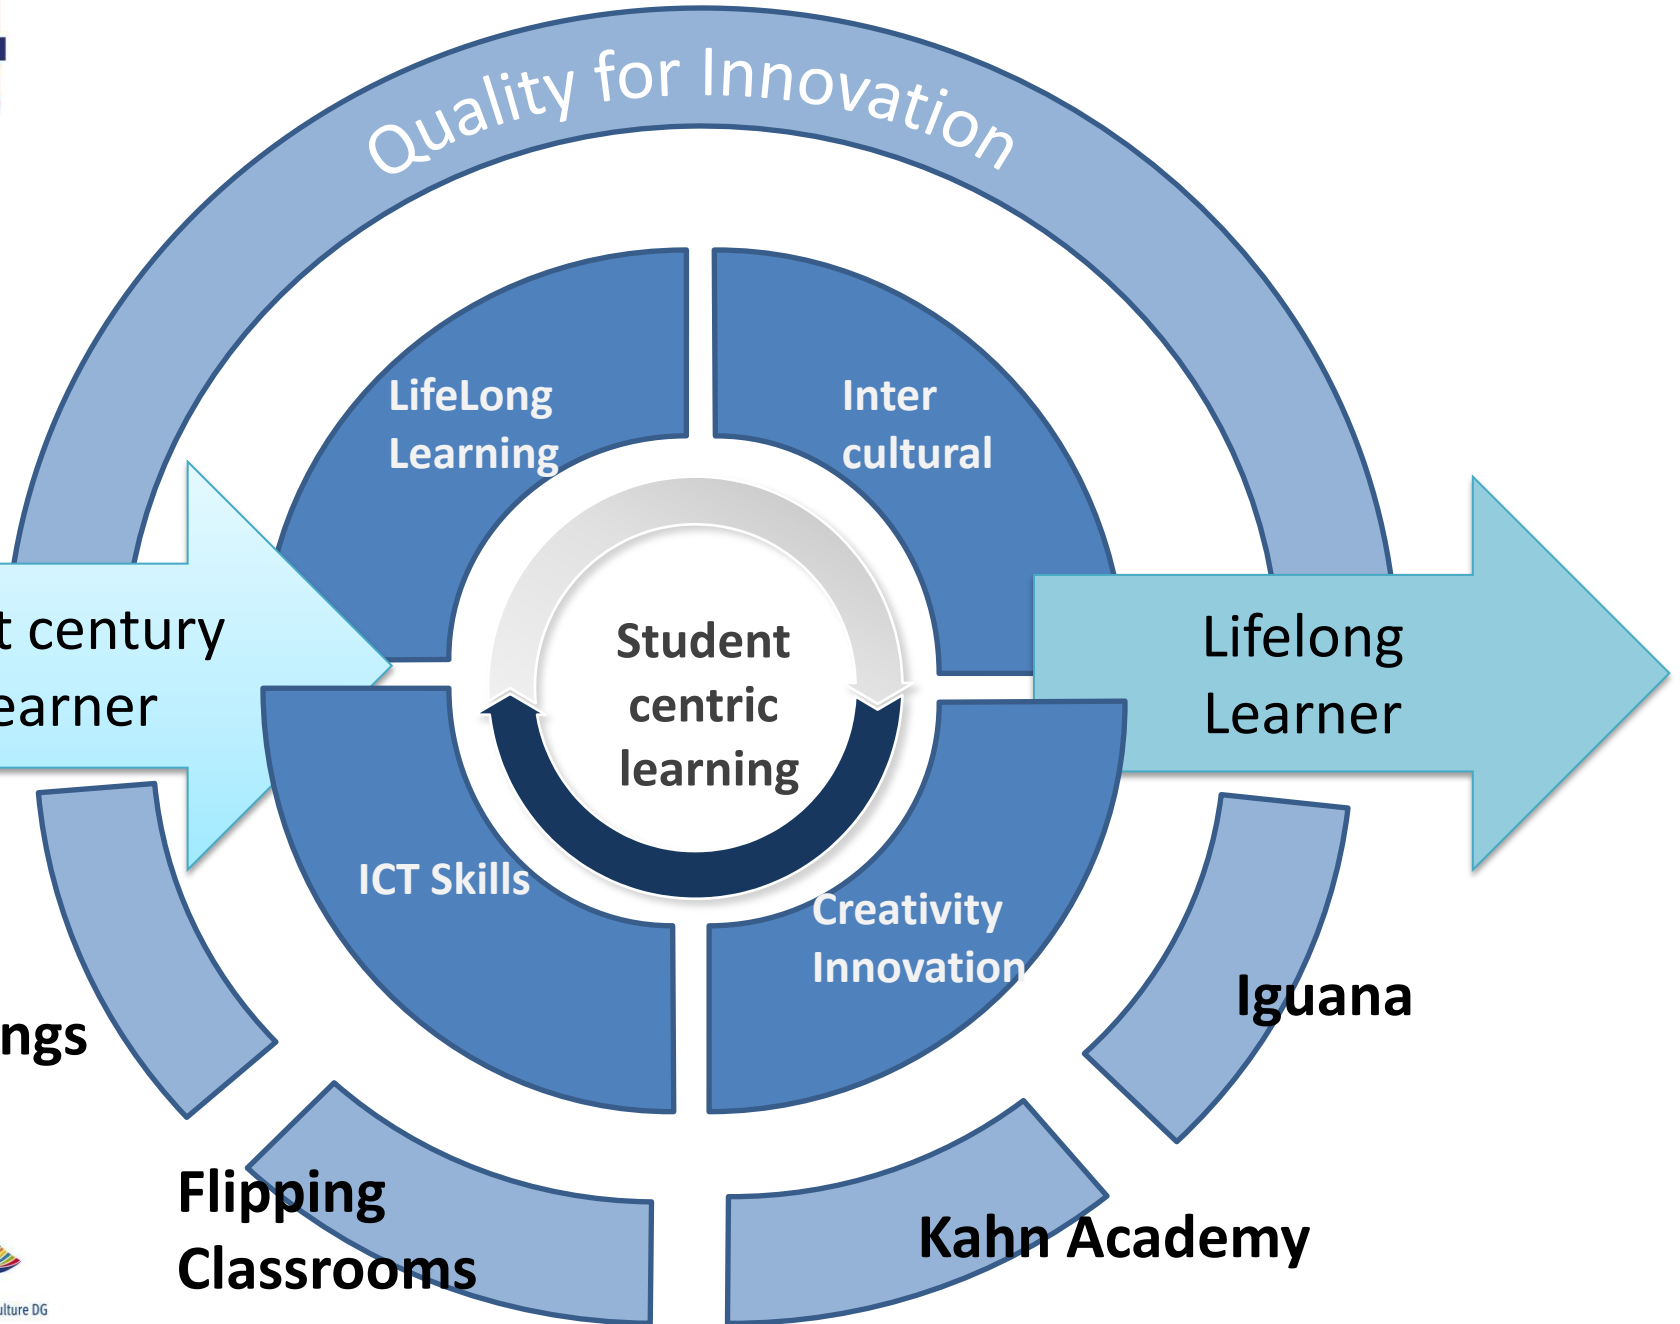 Quality for Innovation
LifeLong
Learning
Inter
cultural
t century
earner
Student
centric
learning
Lifelong
Learner
ICT Skills
Creativity
Innovation
ngs
Iguana
Flipping
Classrooms
Kahn Academy
ulture DG